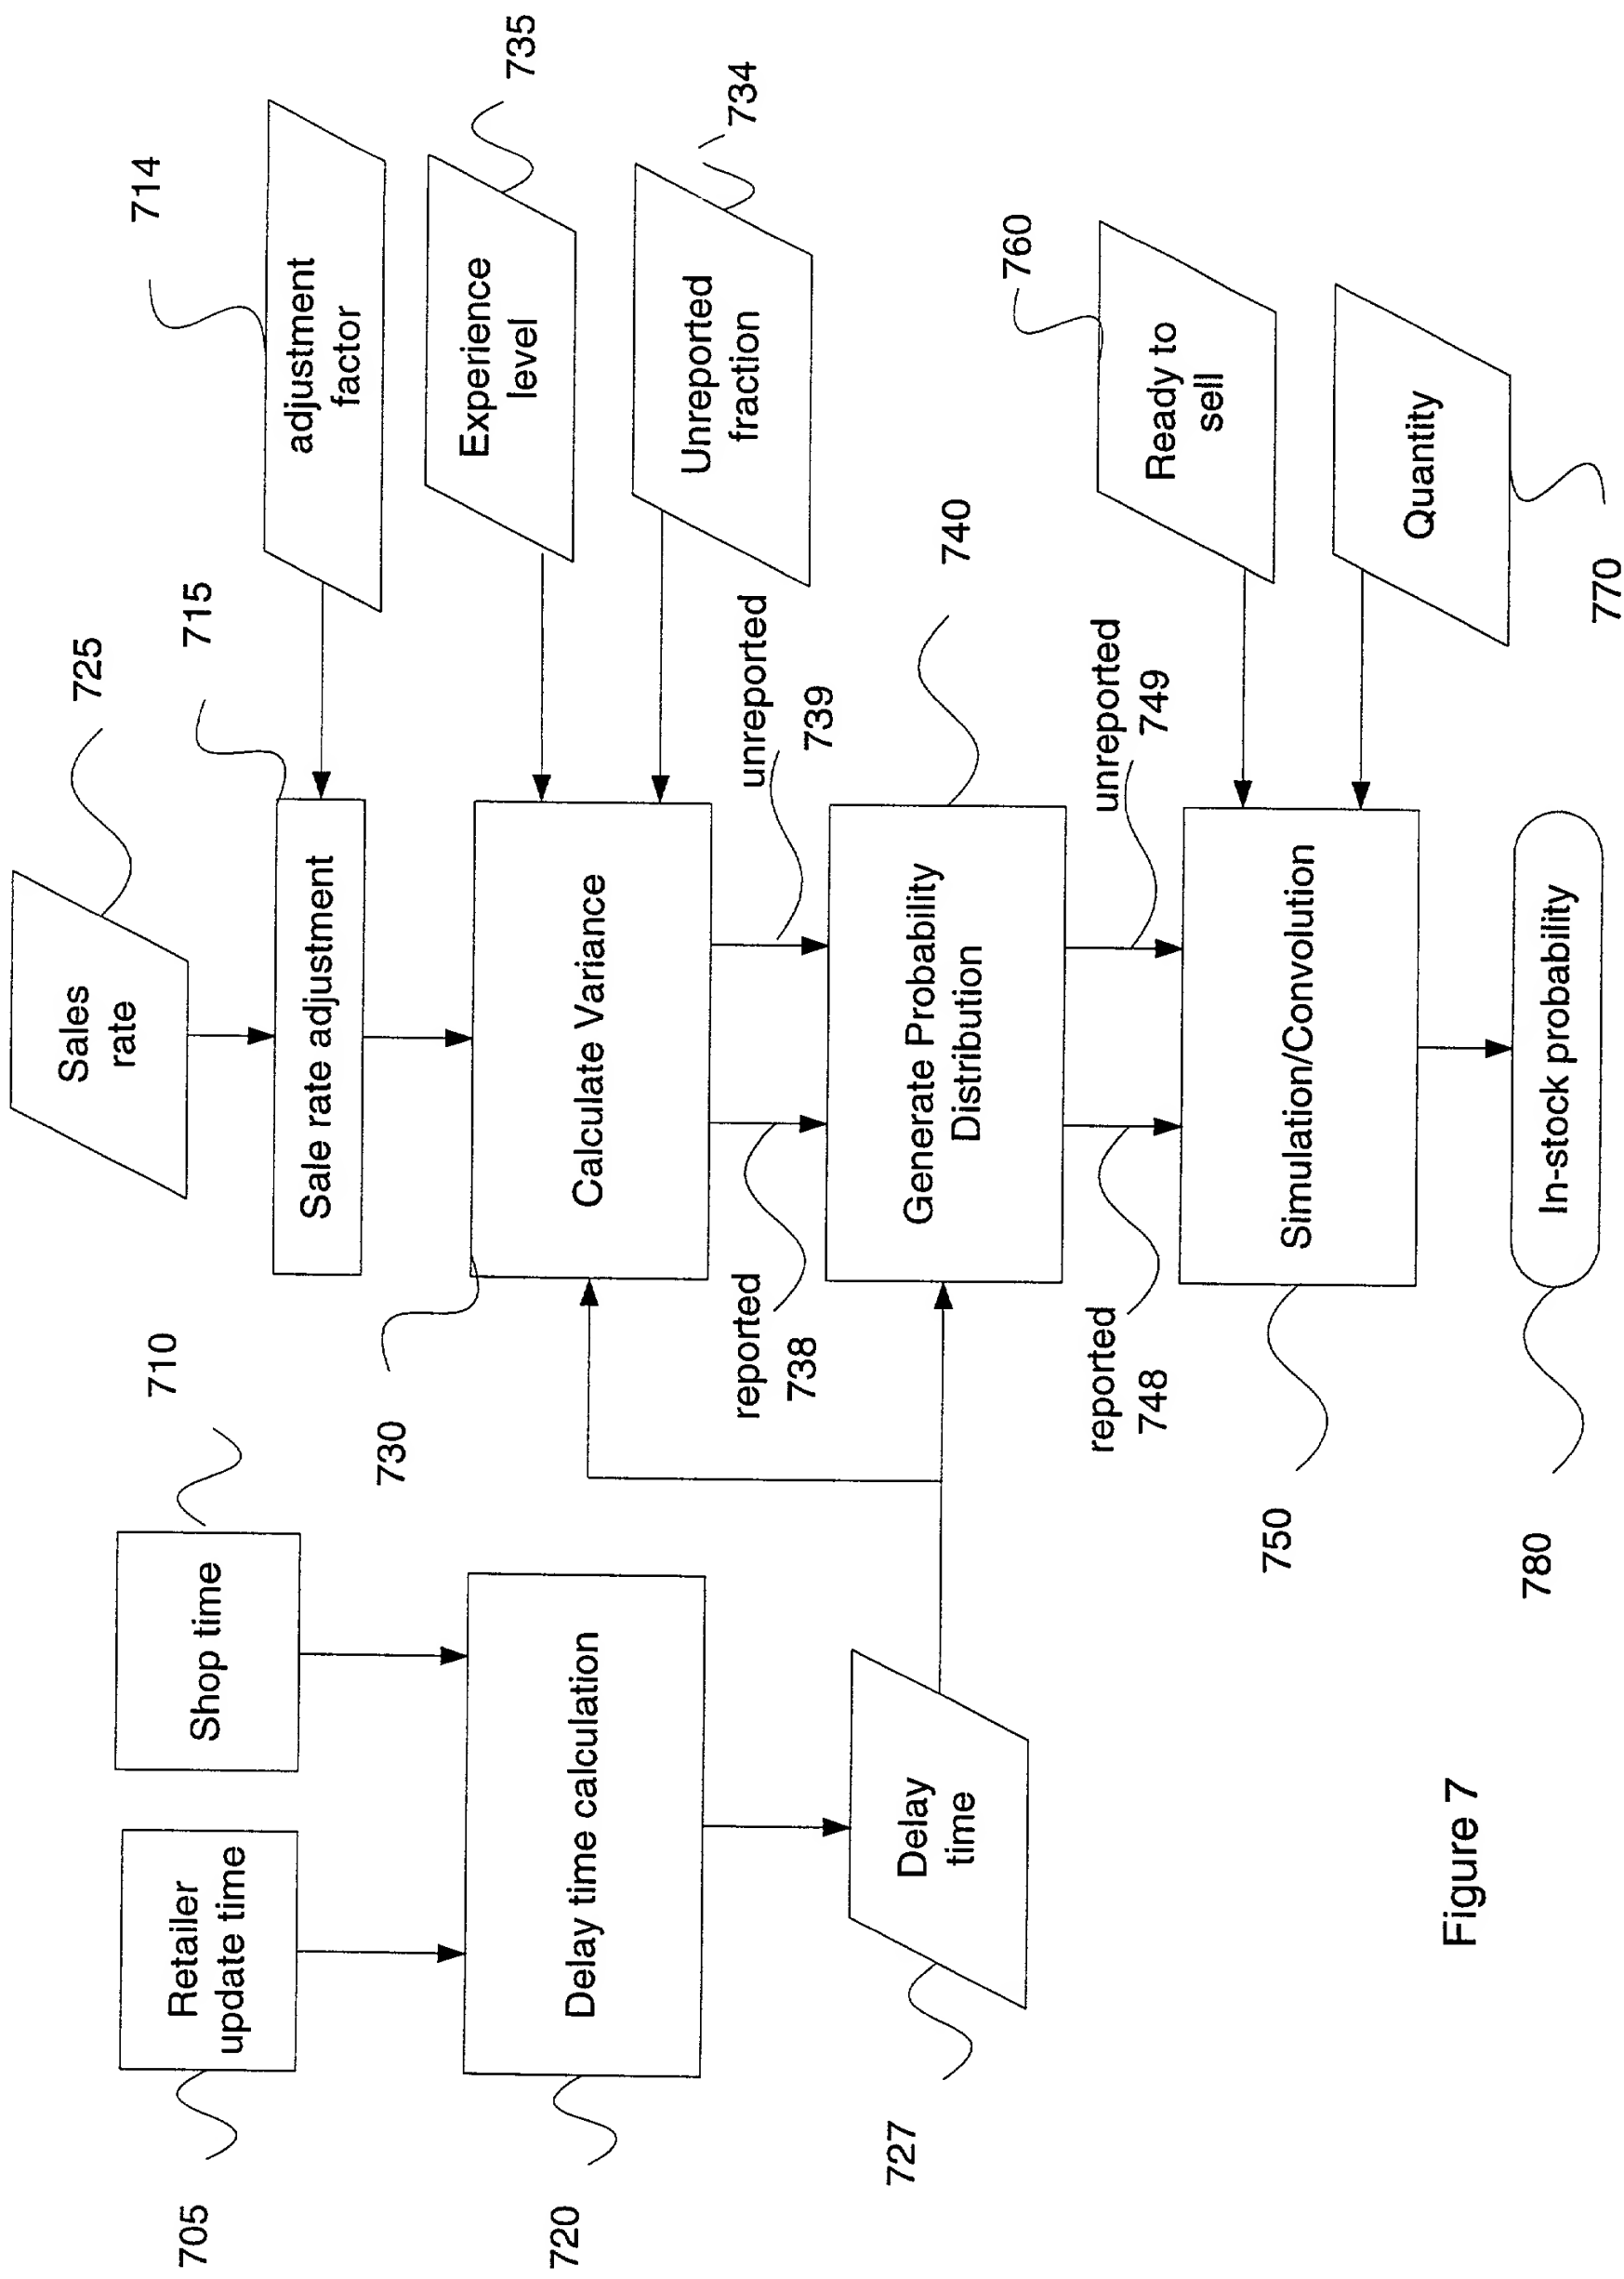 Sales
rate
725
715
714
adjustment
factor
Sale rate adjustment
Experience
level
735
Unreported
fraction
734
710
Shop time
Retailer
update time
705
730
Calculate Variance
Delay time calculation
720
reported
738
unreported
739
Generate Probability
Distribution
740
Delay
time
727
reported
748
unreported
749
Ready to
sell
760
Simulation/Convolution
750
Quantity
770
In-stock probability
780
Figure 7